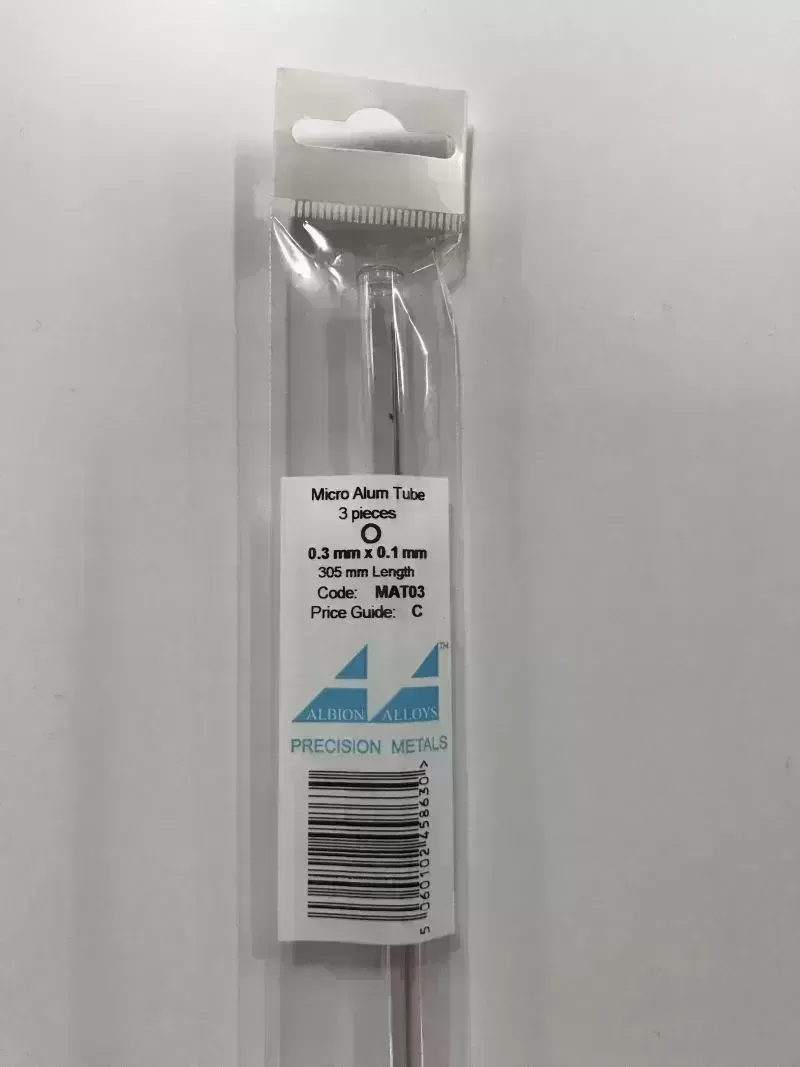 Micro Alum Tube
3 pieces
0.3 mm x 0.1 mm
305 mm Length
Code: MAT03
Price Guide: C
TM
ALBION ALLOYS
PRECISION METALS
5 060102 458630 >